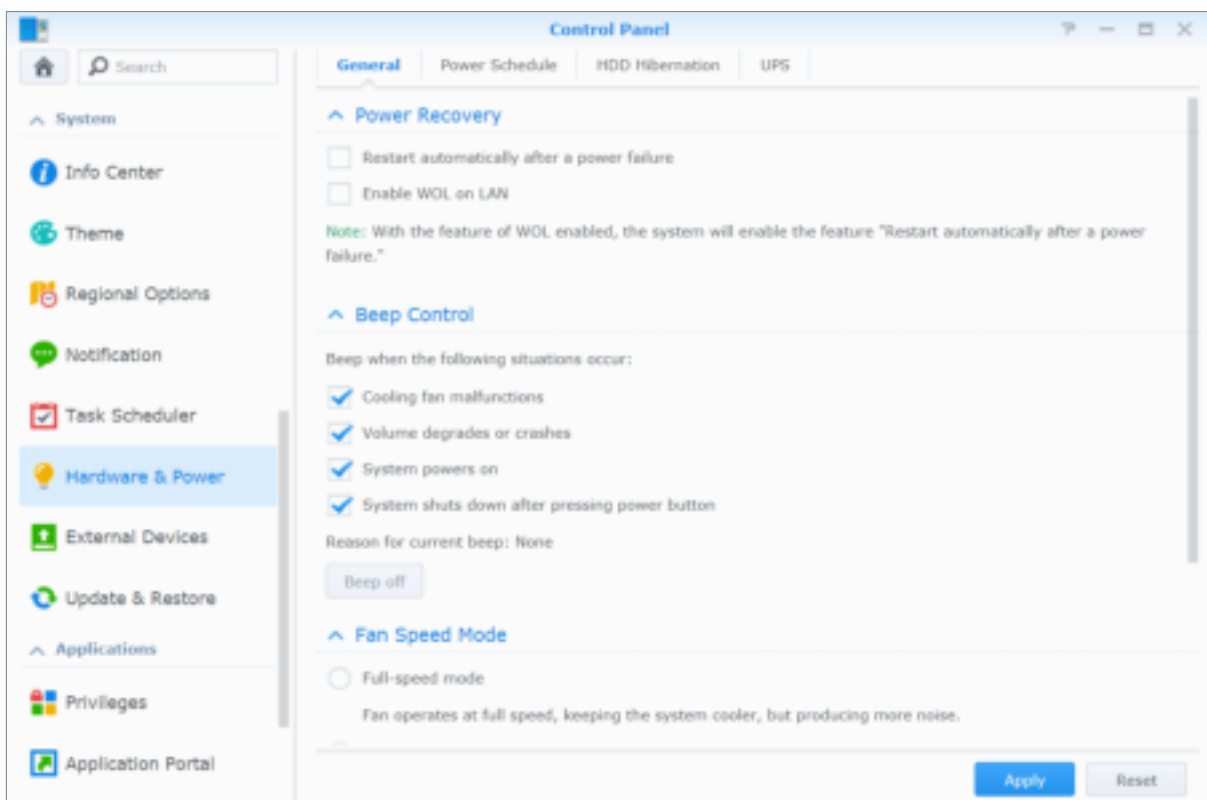 Control Panel
Search
System
Info Center
Theme
Regional Options
Notification
Task Scheduler
Hardware & Power
External Devices
Update & Restore
Applications
Privileges
Application Portal
General Power Schedule HDD Hibernation UPS
Power Recovery
Restart automatically after a power failure
Enable WOL on LAN
Note: With the feature of WOL enabled, the system will enable the feature "Restart automatically after a power
failure."
Beep Control
Beep when the following situations occur:
Cooling fan malfunctions
Volume degrades or crashes
System powers on
System shuts down after pressing power button
Reason for current beep: None
Beep off
Fan Speed Mode
Full-speed mode
Fan operates at full speed, keeping the system cooler, but producing more noise.
Apply Reset